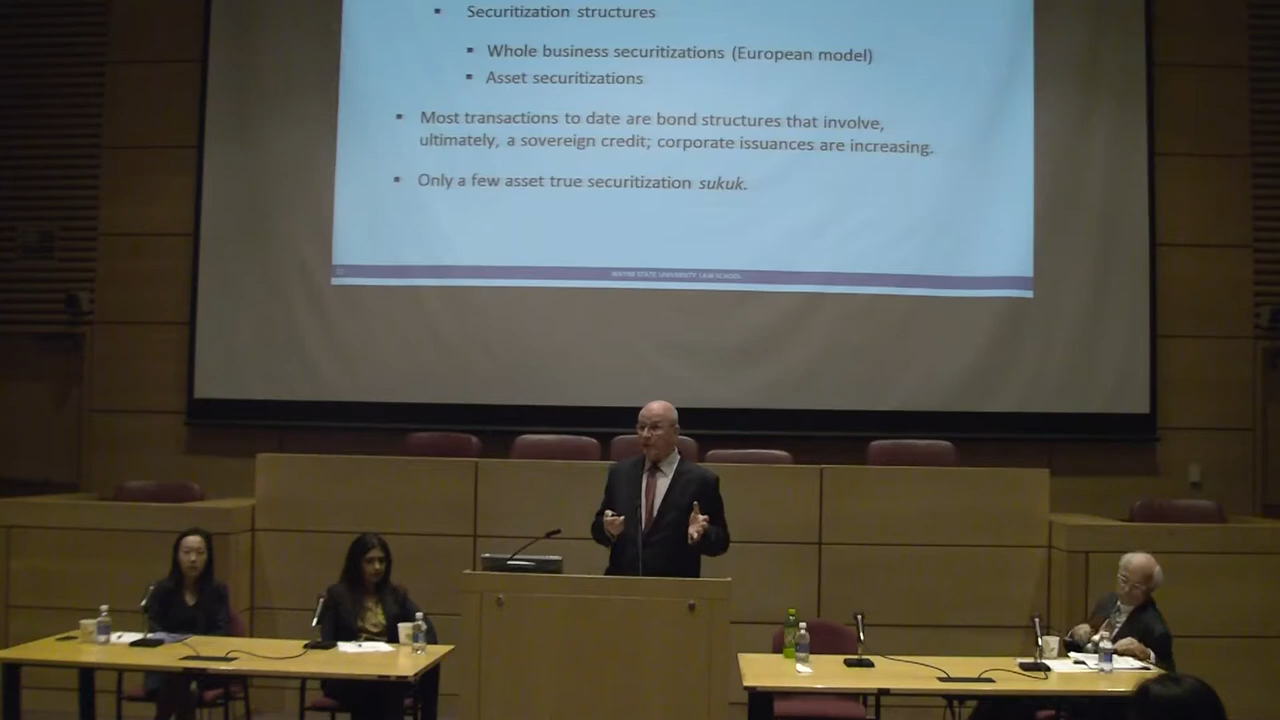 ▪ Securitization structures
▪ Whole business securitizations (European model)
▪ Asset securitizations
▪ Most transactions to date are bond structures that involve,
ultimately, a sovereign credit; corporate issuances are increasing.
▪ Only a few asset true securitization sukuk.
WAYNE STATE UNIVERSITY LAW SCHOOL